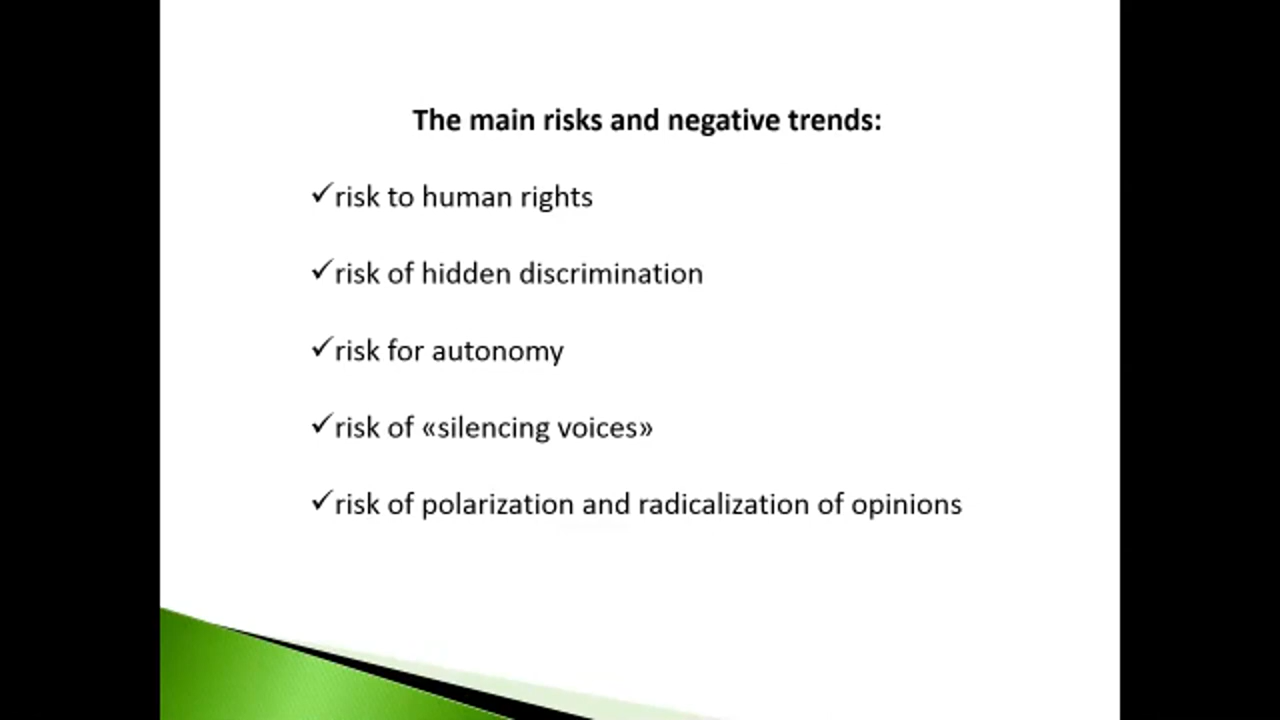 The main risks and negative trends:
✓risk to human rights
✓risk of hidden discrimination
✓risk for autonomy
✓risk of «silencing voices»
✓risk of polarization and radicalization of opinions